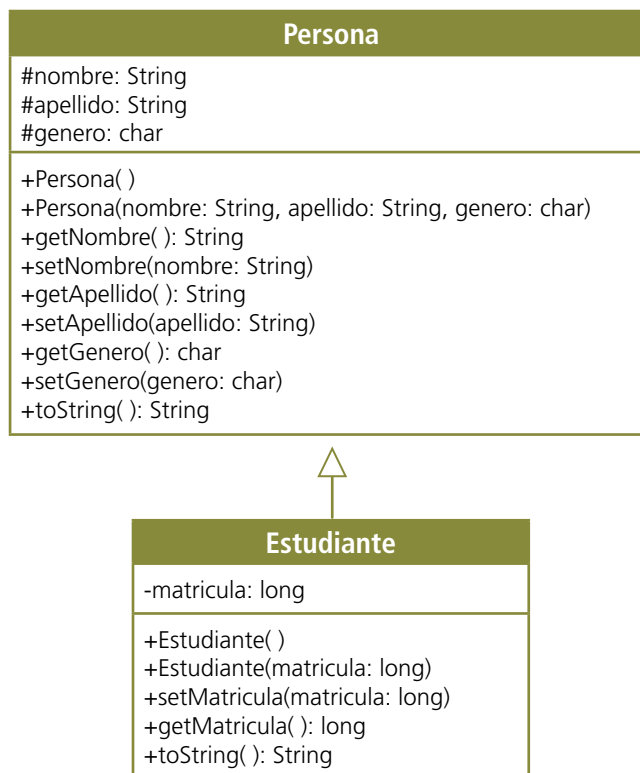 Persona
#nombre: String
#apellido: String
#genero: char
+Persona( )
+Persona(nombre: String, apellido: String, genero: char)
+getNombre( ): String
+setNombre(nombre: String)
+getApellido( ): String
+setApellido(apellido: String)
+getGenero( ): char
+setGenero(genero: char)
+toString( ): String
Estudiante
-matricula: long
+Estudiante( )
+Estudiante(matricula: long)
+setMatricula(matricula: long)
+getMatricula( ): long
+toString( ): String